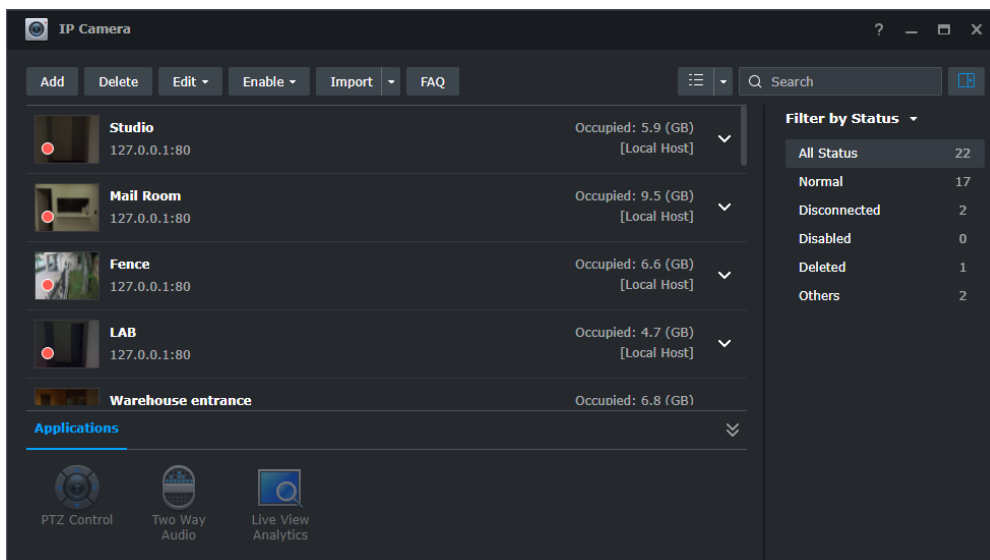 IP Camera
?
Add Delete Edit Enable Import FAQ Search
Studio
127.0.0.1:80
Occupied: 5.9 (GB)
[Local Host]
Mail Room
127.0.0.1:80
Occupied: 9.5 (GB)
[Local Host]
Fence
127.0.0.1:80
Occupied: 6.6 (GB)
[Local Host]
LAB
127.0.0.1:80
Occupied: 4.7 (GB)
[Local Host]
Warehouse entrance
Occupied: 6.8 (GB)
Filter by Status
All Status 22
Normal 17
Disconnected 2
Disabled 0
Deleted 1
Others 2
Applications
PTZ Control
Two Way
Audio
Live View
Analytics